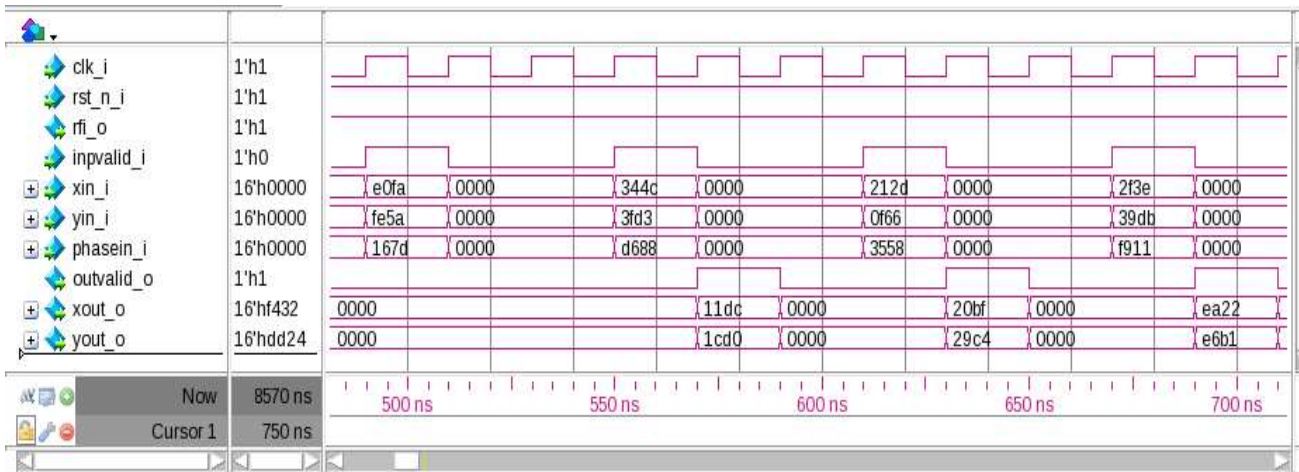 clk_i 1'h1
rst_n_i 1'h1
rfi_o 1'h1
inpvalid_i 1'h0
xin_i 16'h0000 e0fa 0000 344c 0000 212d 0000 2f3e 0000
yin_i 16'h0000 fe5a 0000 3fd3 0000 0f66 0000 39db 0000
phasein_i 16'h0000 167d 0000 d688 0000 3558 0000 f911 0000
outvalid_o 1'h1
xout_o 16'hf432 0000 11dc 0000 20bf 0000 ea22
yout_o 16'hdd24 0000 1cd0 0000 29c4 0000 e6b1
Now 8570 ns 500 ns 550 ns 600 ns 650 ns 700 ns
Cursor 1 750 ns